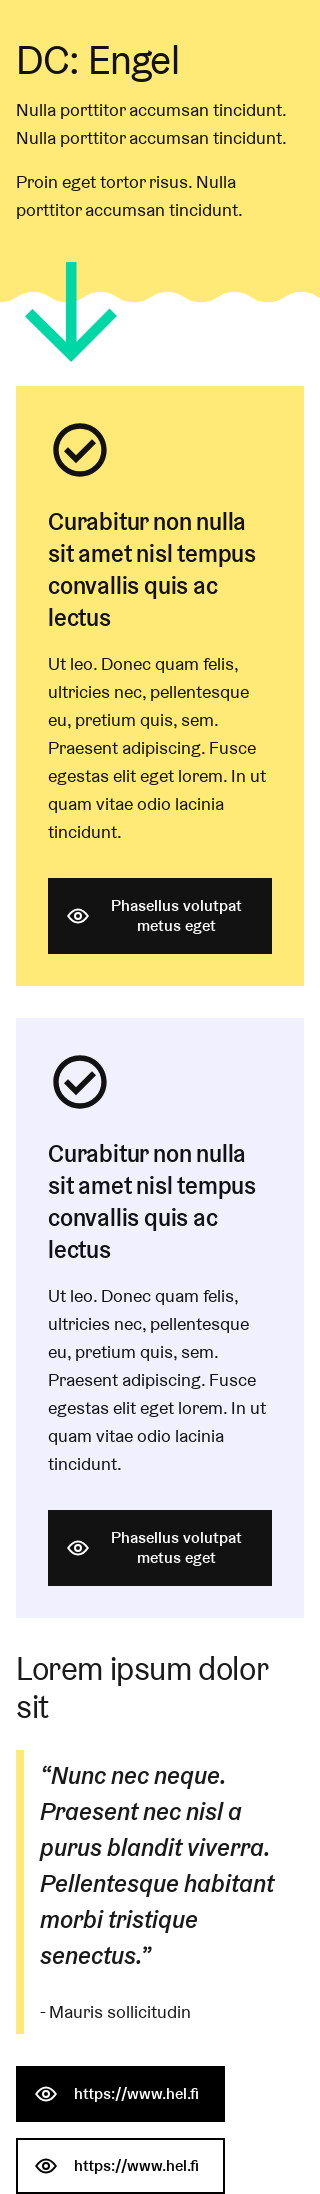 DC: Engel
Nulla porttitor accumsan tincidunt.
Nulla porttitor accumsan tincidunt.
Proin eget tortor risus. Nulla
porttitor accumsan tincidunt.
Curabitur non nulla
sit amet nisl tempus
convallis quis ac
lectus
Ut leo. Donec quam felis,
ultricies nec, pellentesque
eu, pretium quis, sem.
Praesent adipiscing. Fusce
egestas elit eget lorem. In ut
quam vitae odio lacinia
tincidunt.
Phasellus volutpat
metus eget
Curabitur non nulla
sit amet nisl tempus
convallis quis ac
lectus
Ut leo. Donec quam felis,
ultricies nec, pellentesque
eu, pretium quis, sem.
Praesent adipiscing. Fusce
egestas elit eget lorem. In ut
quam vitae odio lacinia
tincidunt.
Phasellus volutpat
metus eget
Lorem ipsum dolor
sit
“Nunc nec neque.
Praesent nec nisl a
purus blandit viverra.
Pellentesque habitant
morbi tristique
senectus.”
- Mauris sollicitudin
https://www.hel.fi
https://www.hel.fi